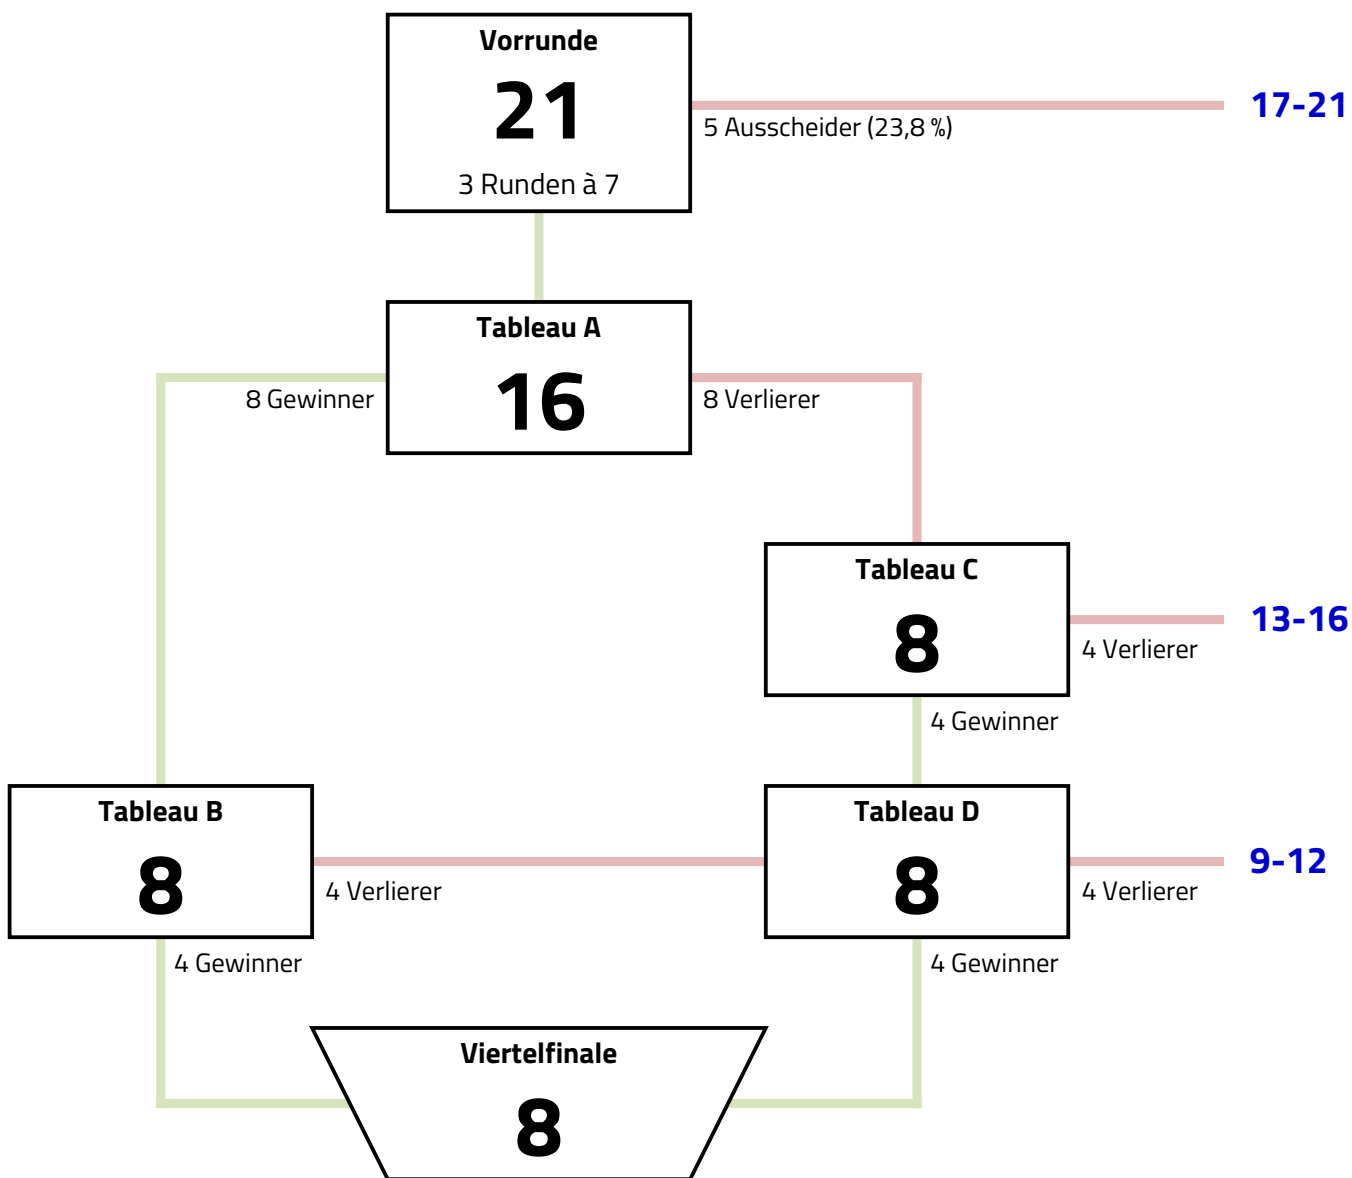 Vorrunde
21
3 Runden à 7
17-21
5 Ausscheider (23,8 %)
Tableau A
16
8 Gewinner
8 Verlierer
Tableau C
8
13-16
4 Verlierer
4 Gewinner
Tableau B
8
4 Verlierer
4 Gewinner
Tableau D
8
9-12
4 Verlierer
4 Gewinner
Viertelfinale
8